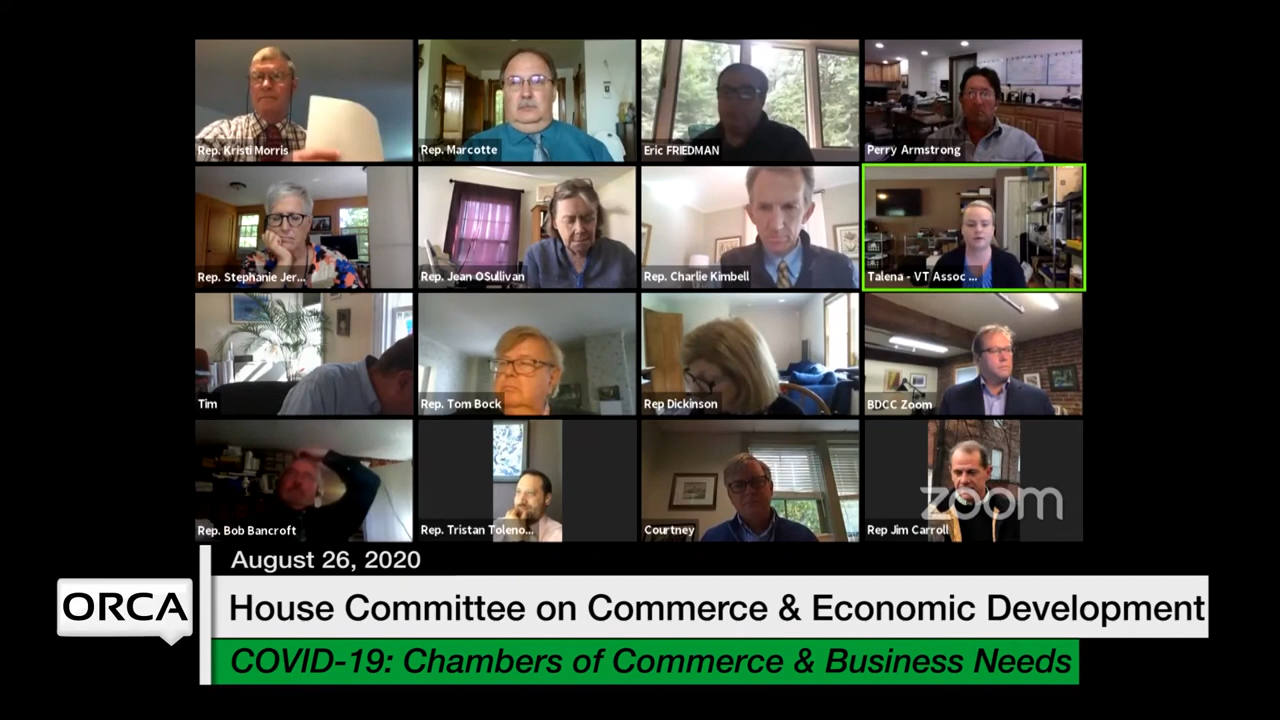 Rep. Kristi Morris
Rep. Marcotte
Eric FRIEDMAN
Perry Armstrong
Rep. Stephanie Jer...
Rep. Jean OSullivan
Rep. Charlie Kimbell
Talena - VT Assoc ...
Tim
Rep. Tom Bock
Rep Dickinson
BDCC Zoom
Rep. Bob Bancroft
Rep. Tristan Toleno...
Courtney
Rep Jim Carroll
zoom
August 26, 2020
ORCA
House Committee on Commerce & Economic Development
COVID-19: Chambers of Commerce & Business Needs